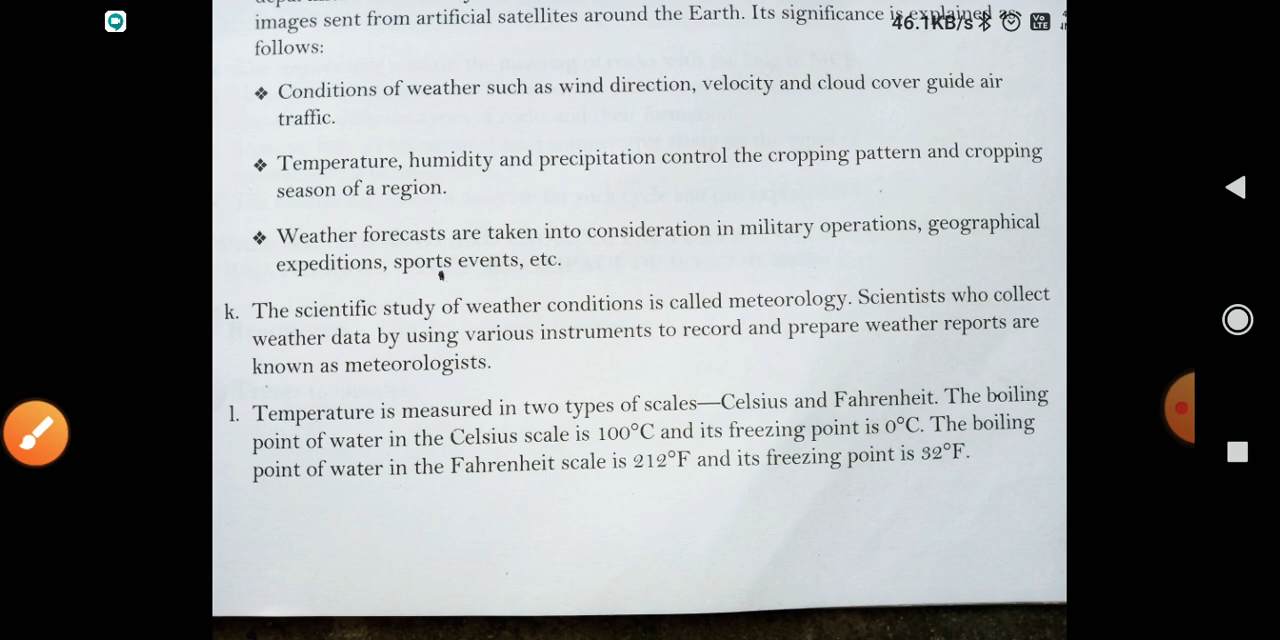 images sent from artificial satellites around the Earth. Its significance is explained as
46.1KB/s
Vo
LTE
follows:
❖ Conditions of weather such as wind direction, velocity and cloud cover guide air
traffic.
❖ Temperature, humidity and precipitation control the cropping pattern and cropping
season of a region.
❖ Weather forecasts are taken into consideration in military operations, geographical
expeditions, sports events, etc.
k. The scientific study of weather conditions is called meteorology. Scientists who collect
weather data by using various instruments to record and prepare weather reports are
known as meteorologists.
l. Temperature is measured in two types of scales—Celsius and Fahrenheit. The boiling
point of water in the Celsius scale is 100°C and its freezing point is 0°C. The boiling
point of water in the Fahrenheit scale is 212°F and its freezing point is 32°F.